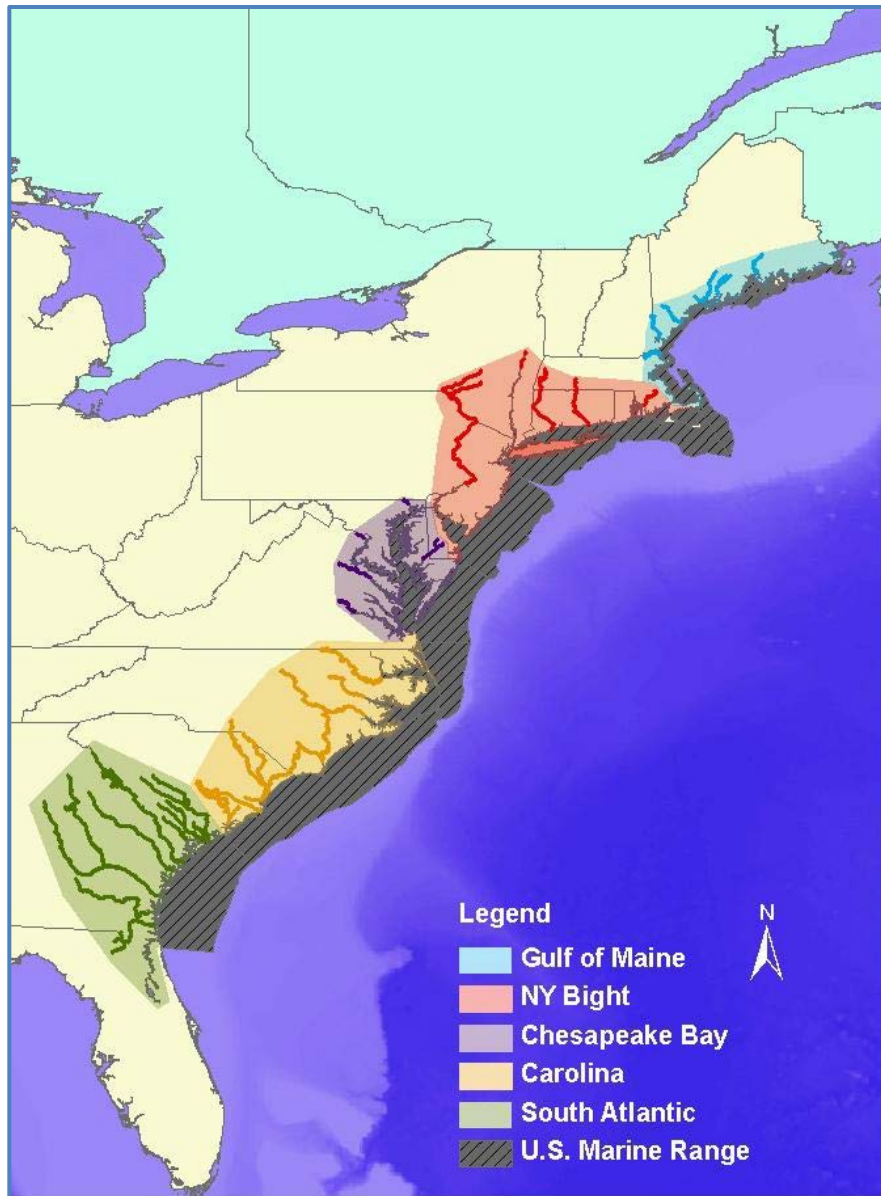 Legend
N
Gulf of Maine
NY Bight
Chesapeake Bay
Carolina
South Atlantic
U.S. Marine Range